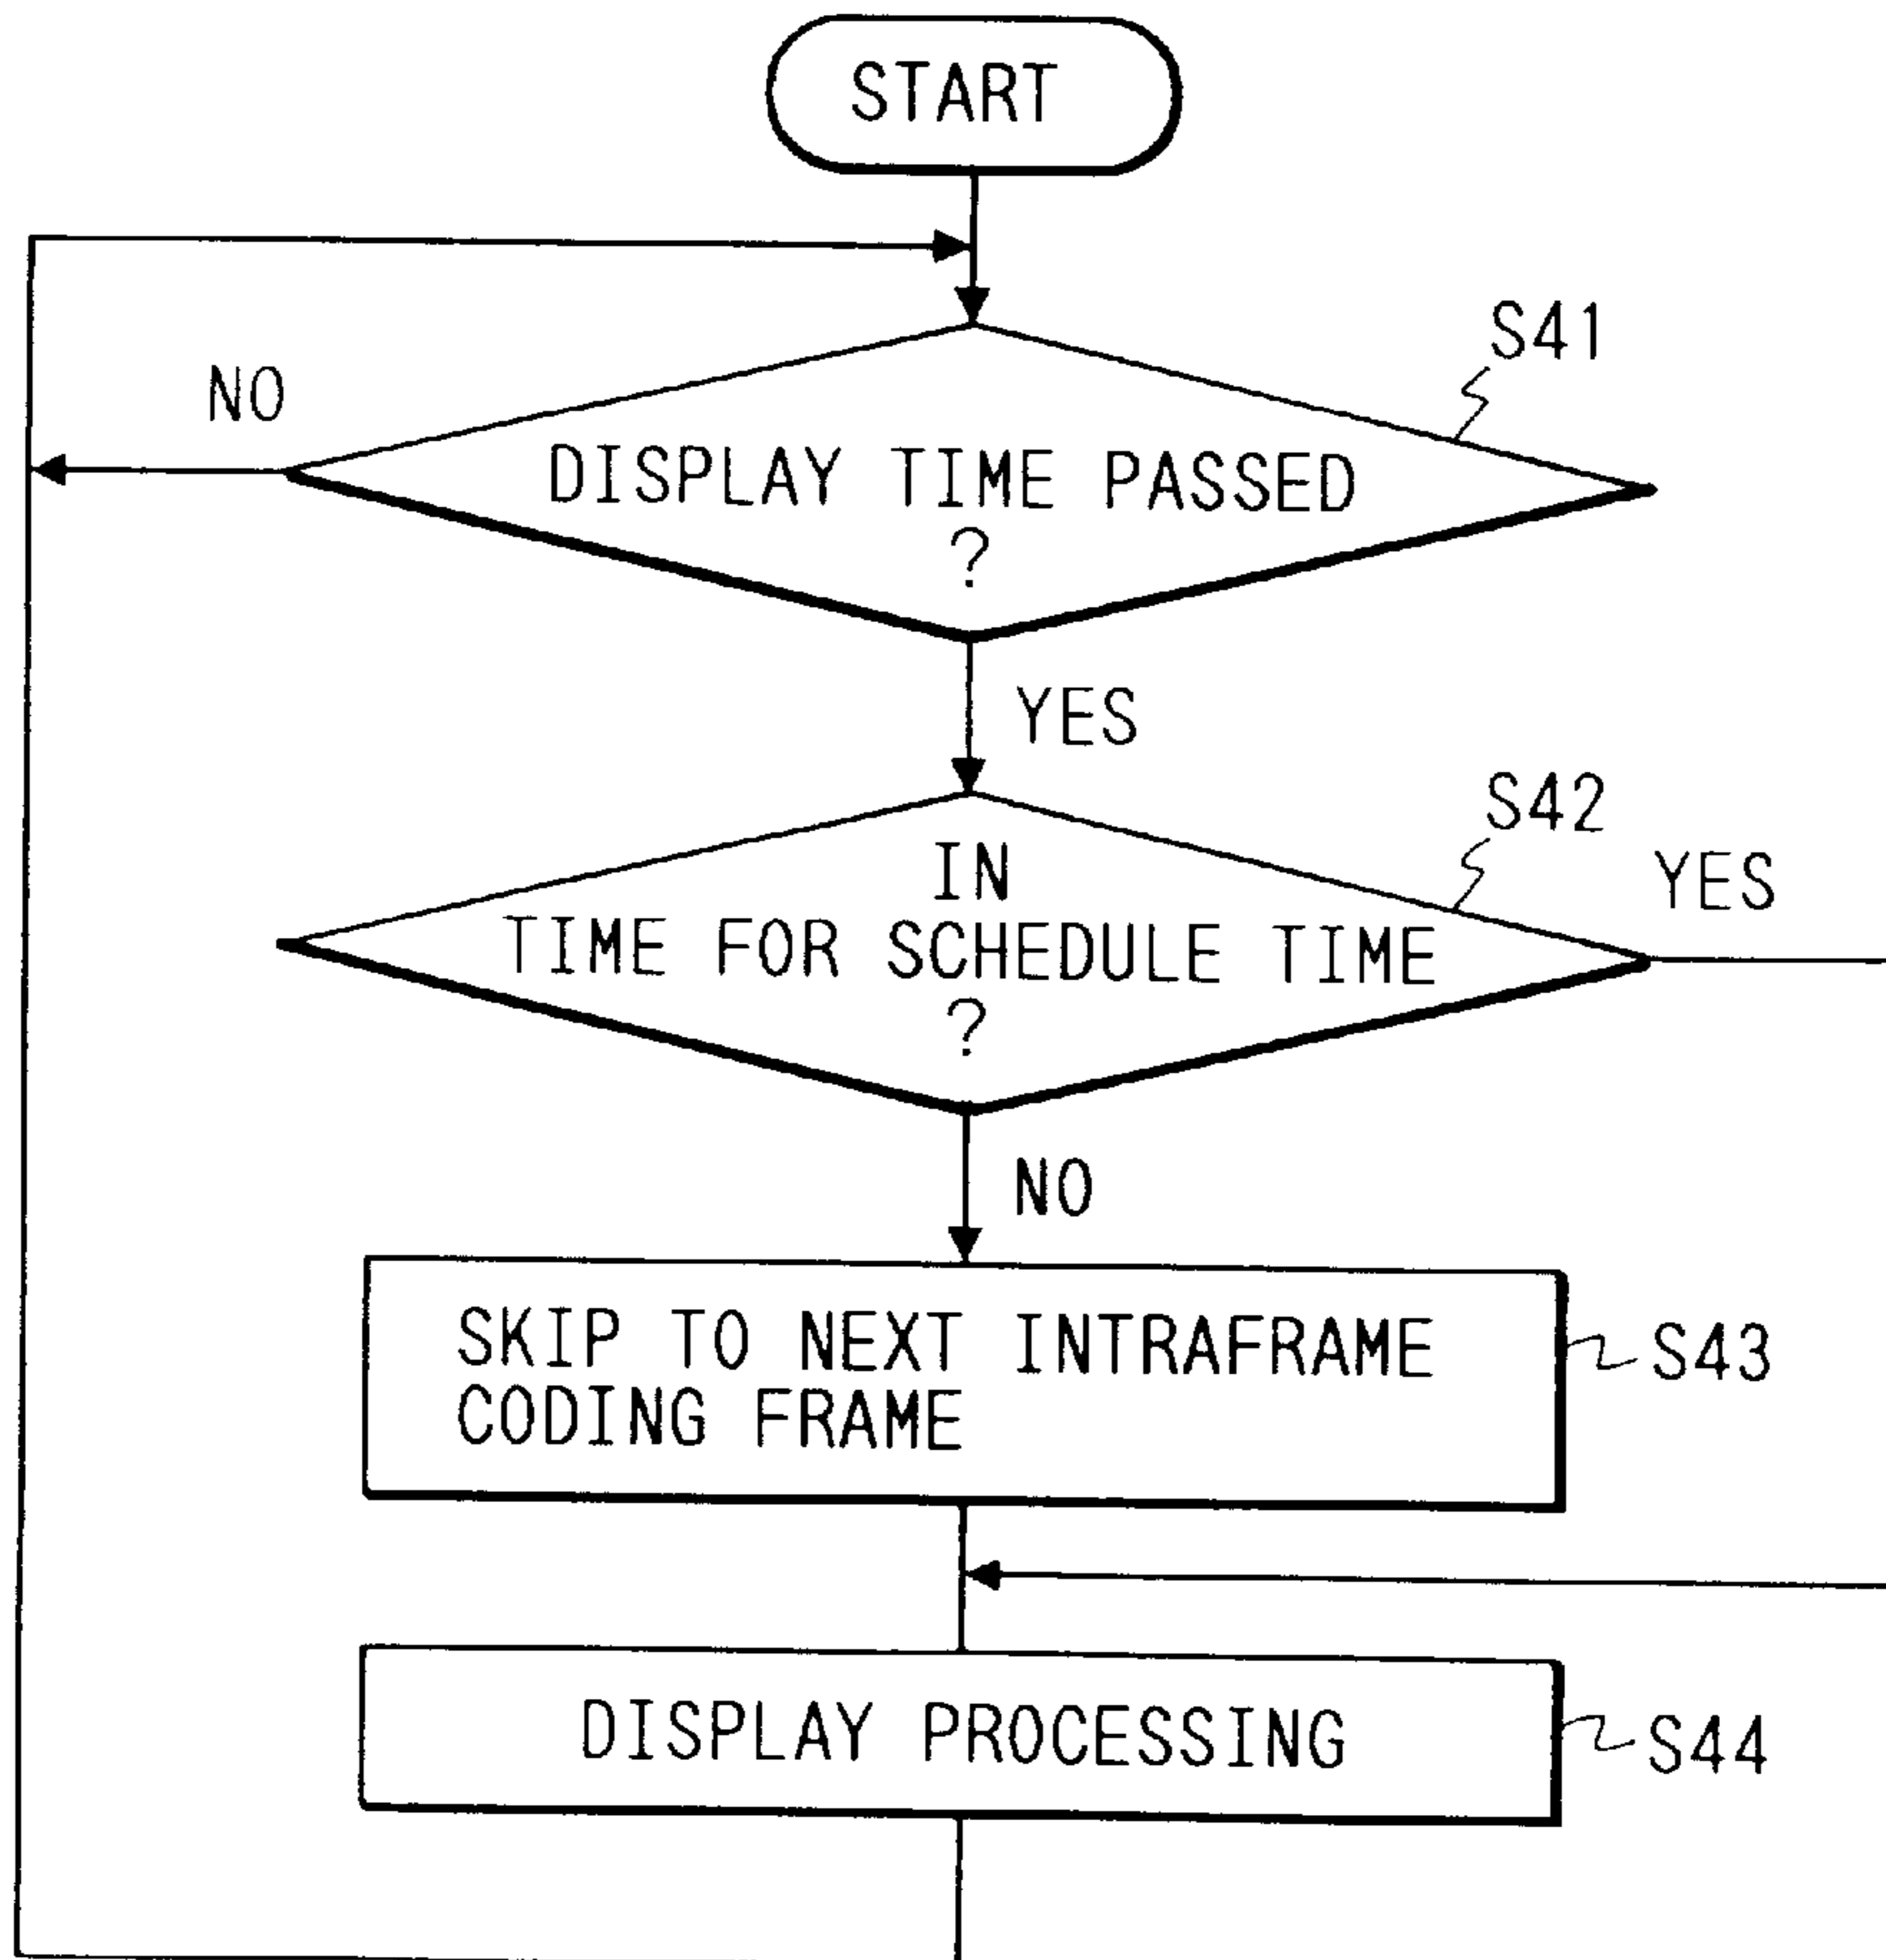 START
S41
NO
DISPLAY TIME PASSED
?
YES
S42
YES
IN
TIME FOR SCHEDULE TIME
?
NO
SKIP TO NEXT INTRAFRAME
CODING FRAME
S43
DISPLAY PROCESSING
S44